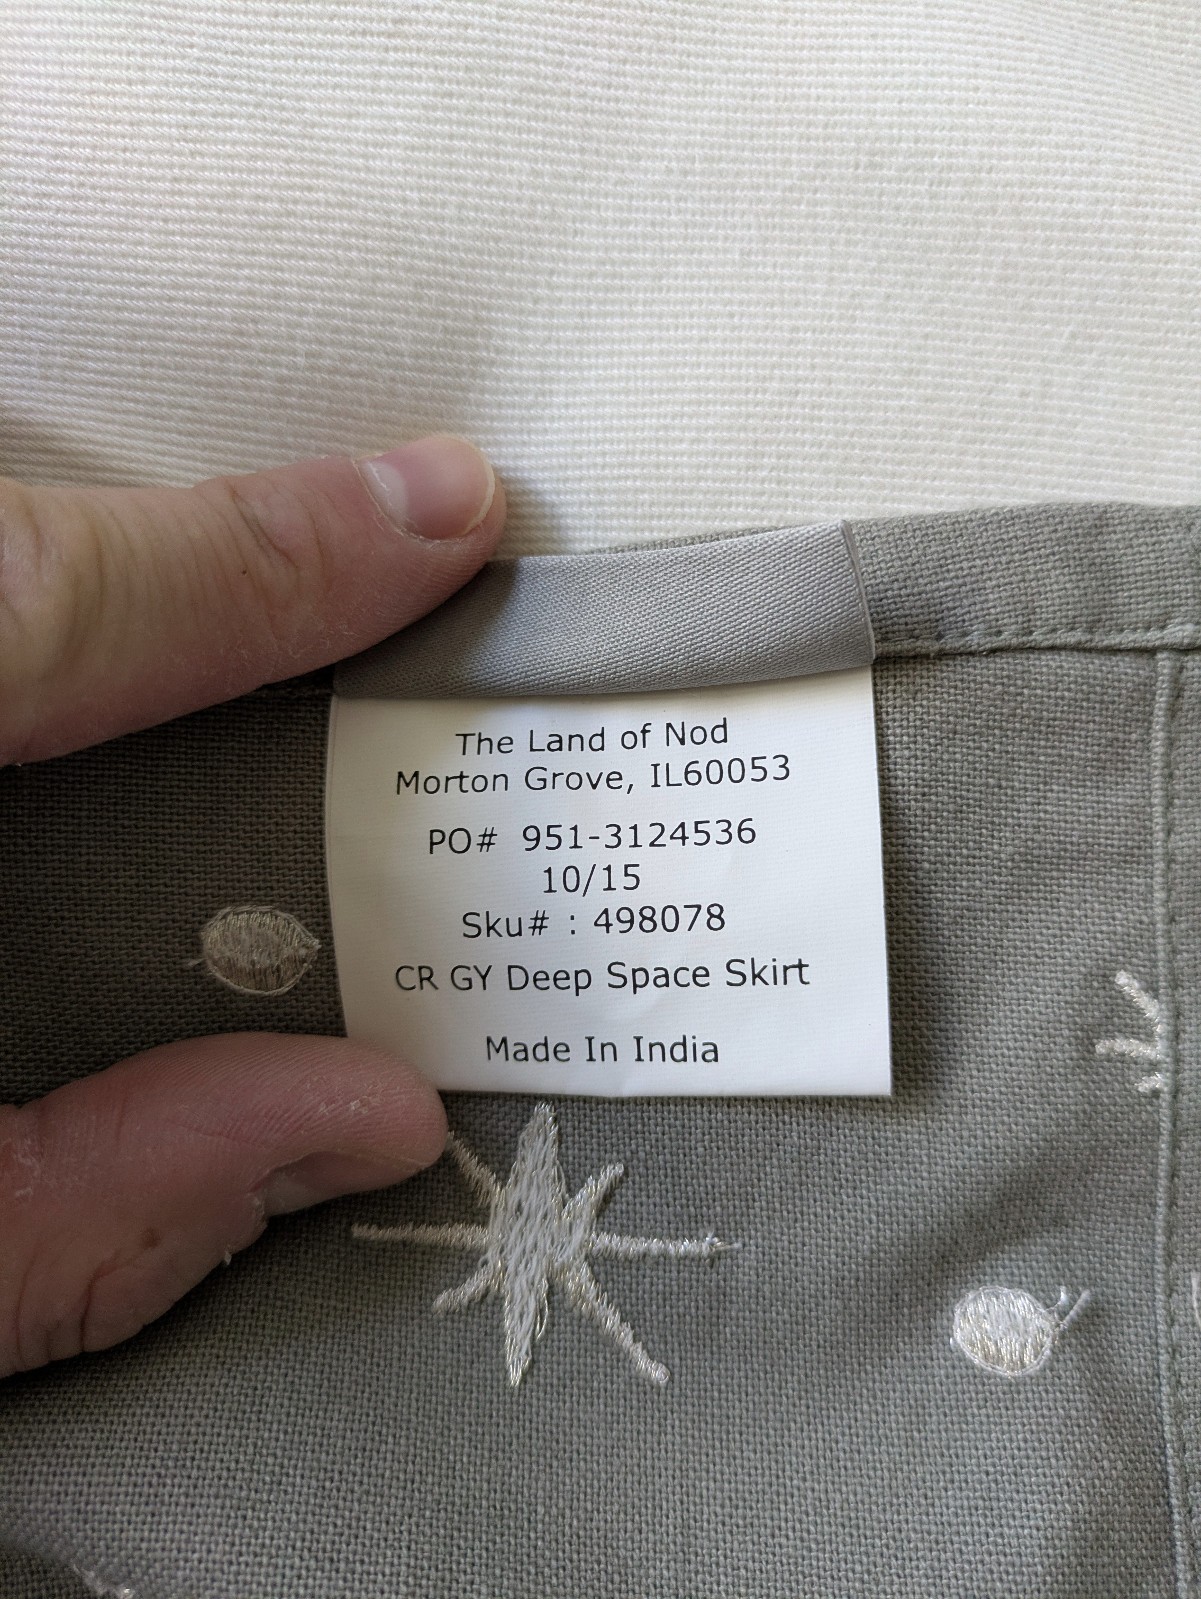 The Land of Nod
Morton Grove, IL60053
PO# 951-3124536
10/15
Sku# : 498078
CR GY Deep Space Skirt
Made In India